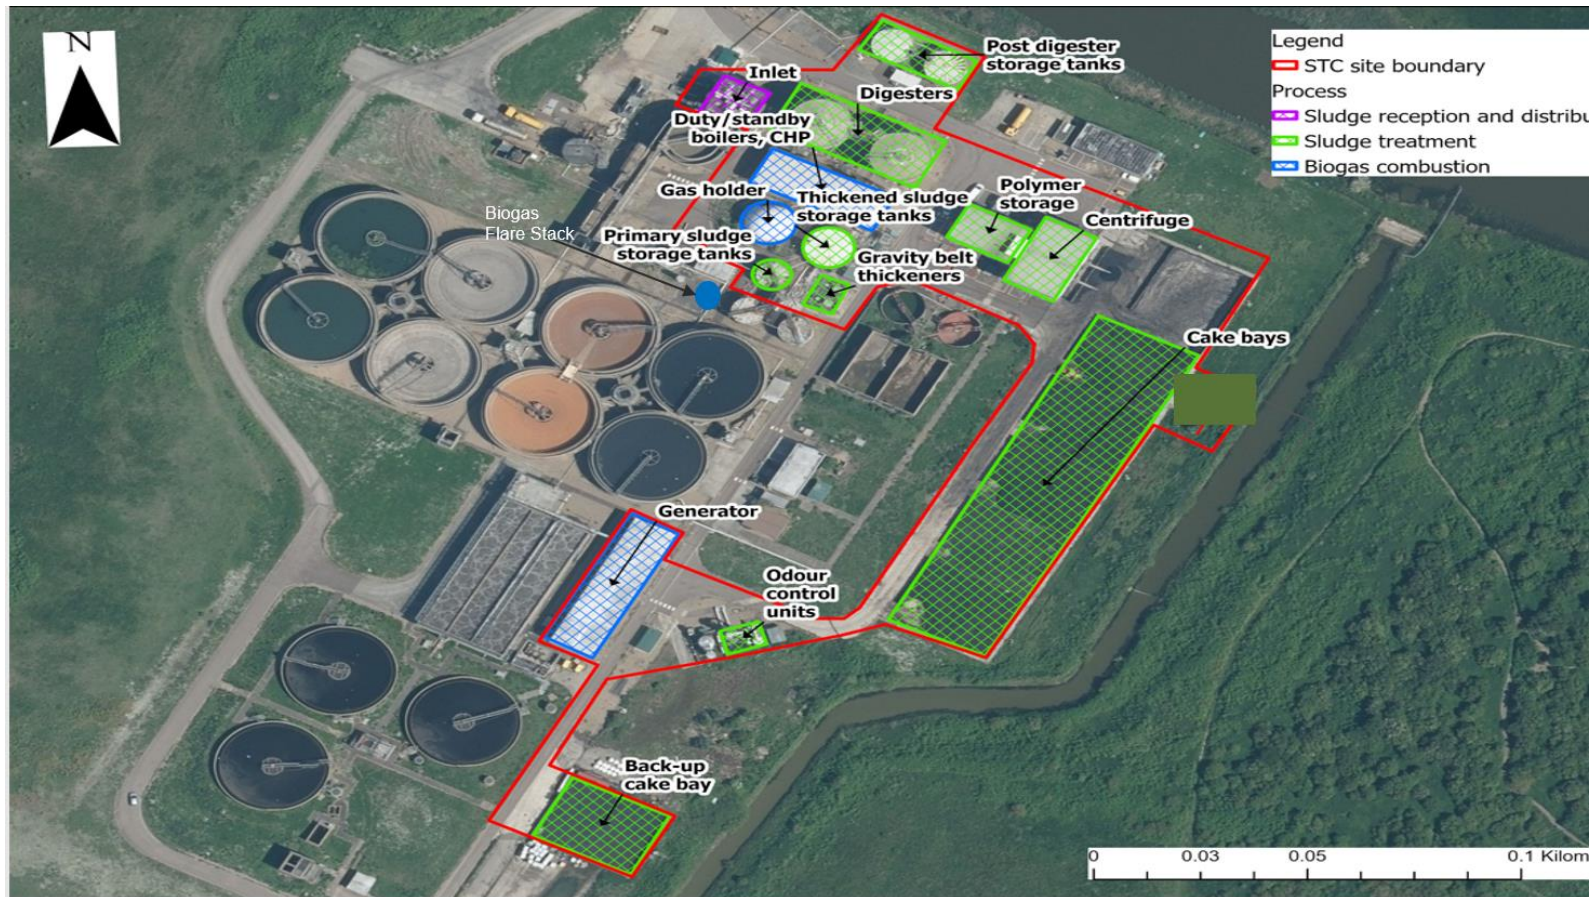 N
Legend
STC site boundary
Process
Sludge reception and distribu
Sludge treatment
Biogas combustion
Post digester
storage tanks
Inlet
Digesters
Duty/standby
boilers, CHP
Gas holder
Thickened sludge
storage tanks
Polymer
storage
Centrifuge
Biogas
Flare Stack
Primary sludge
storage tanks
Gravity belt
thickeners
Cake bays
Generator
Odour
control
units
Back-up
cake bay
0 0.03 0.05 0.1 Kilom